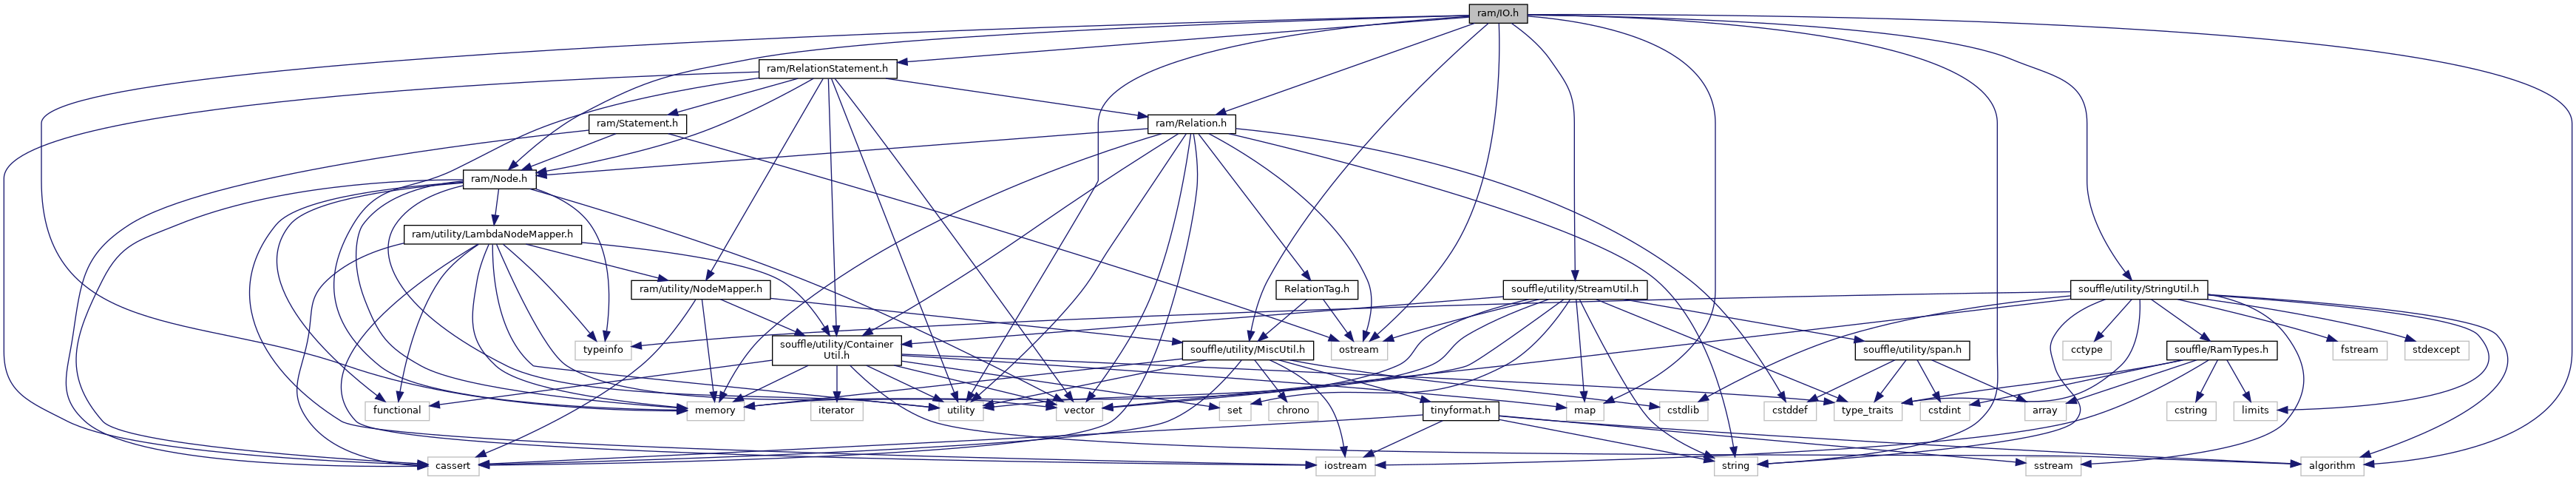 ram/IO.h
ram/RelationStatement.h
ram/Statement.h
ram/Relation.h
ram/Node.h
ram/utility/LambdaNodeMapper.h
ram/utility/NodeMapper.h
RelationTag.h
souffle/utility/StreamUtil.h
souffle/utility/StringUtil.h
typeinfo
souffle/utility/Container
Util.h
souffle/utility/MiscUtil.h
ostream
souffle/utility/span.h
cctype
souffle/RamTypes.h
fstream
stdexcept
functional
memory
iterator
utility
vector
set
chrono
tinyformat.h
map
cstdlib
cstddef
type_traits
cstdint
array
cstring
limits
cassert
iostream
string
sstream
algorithm